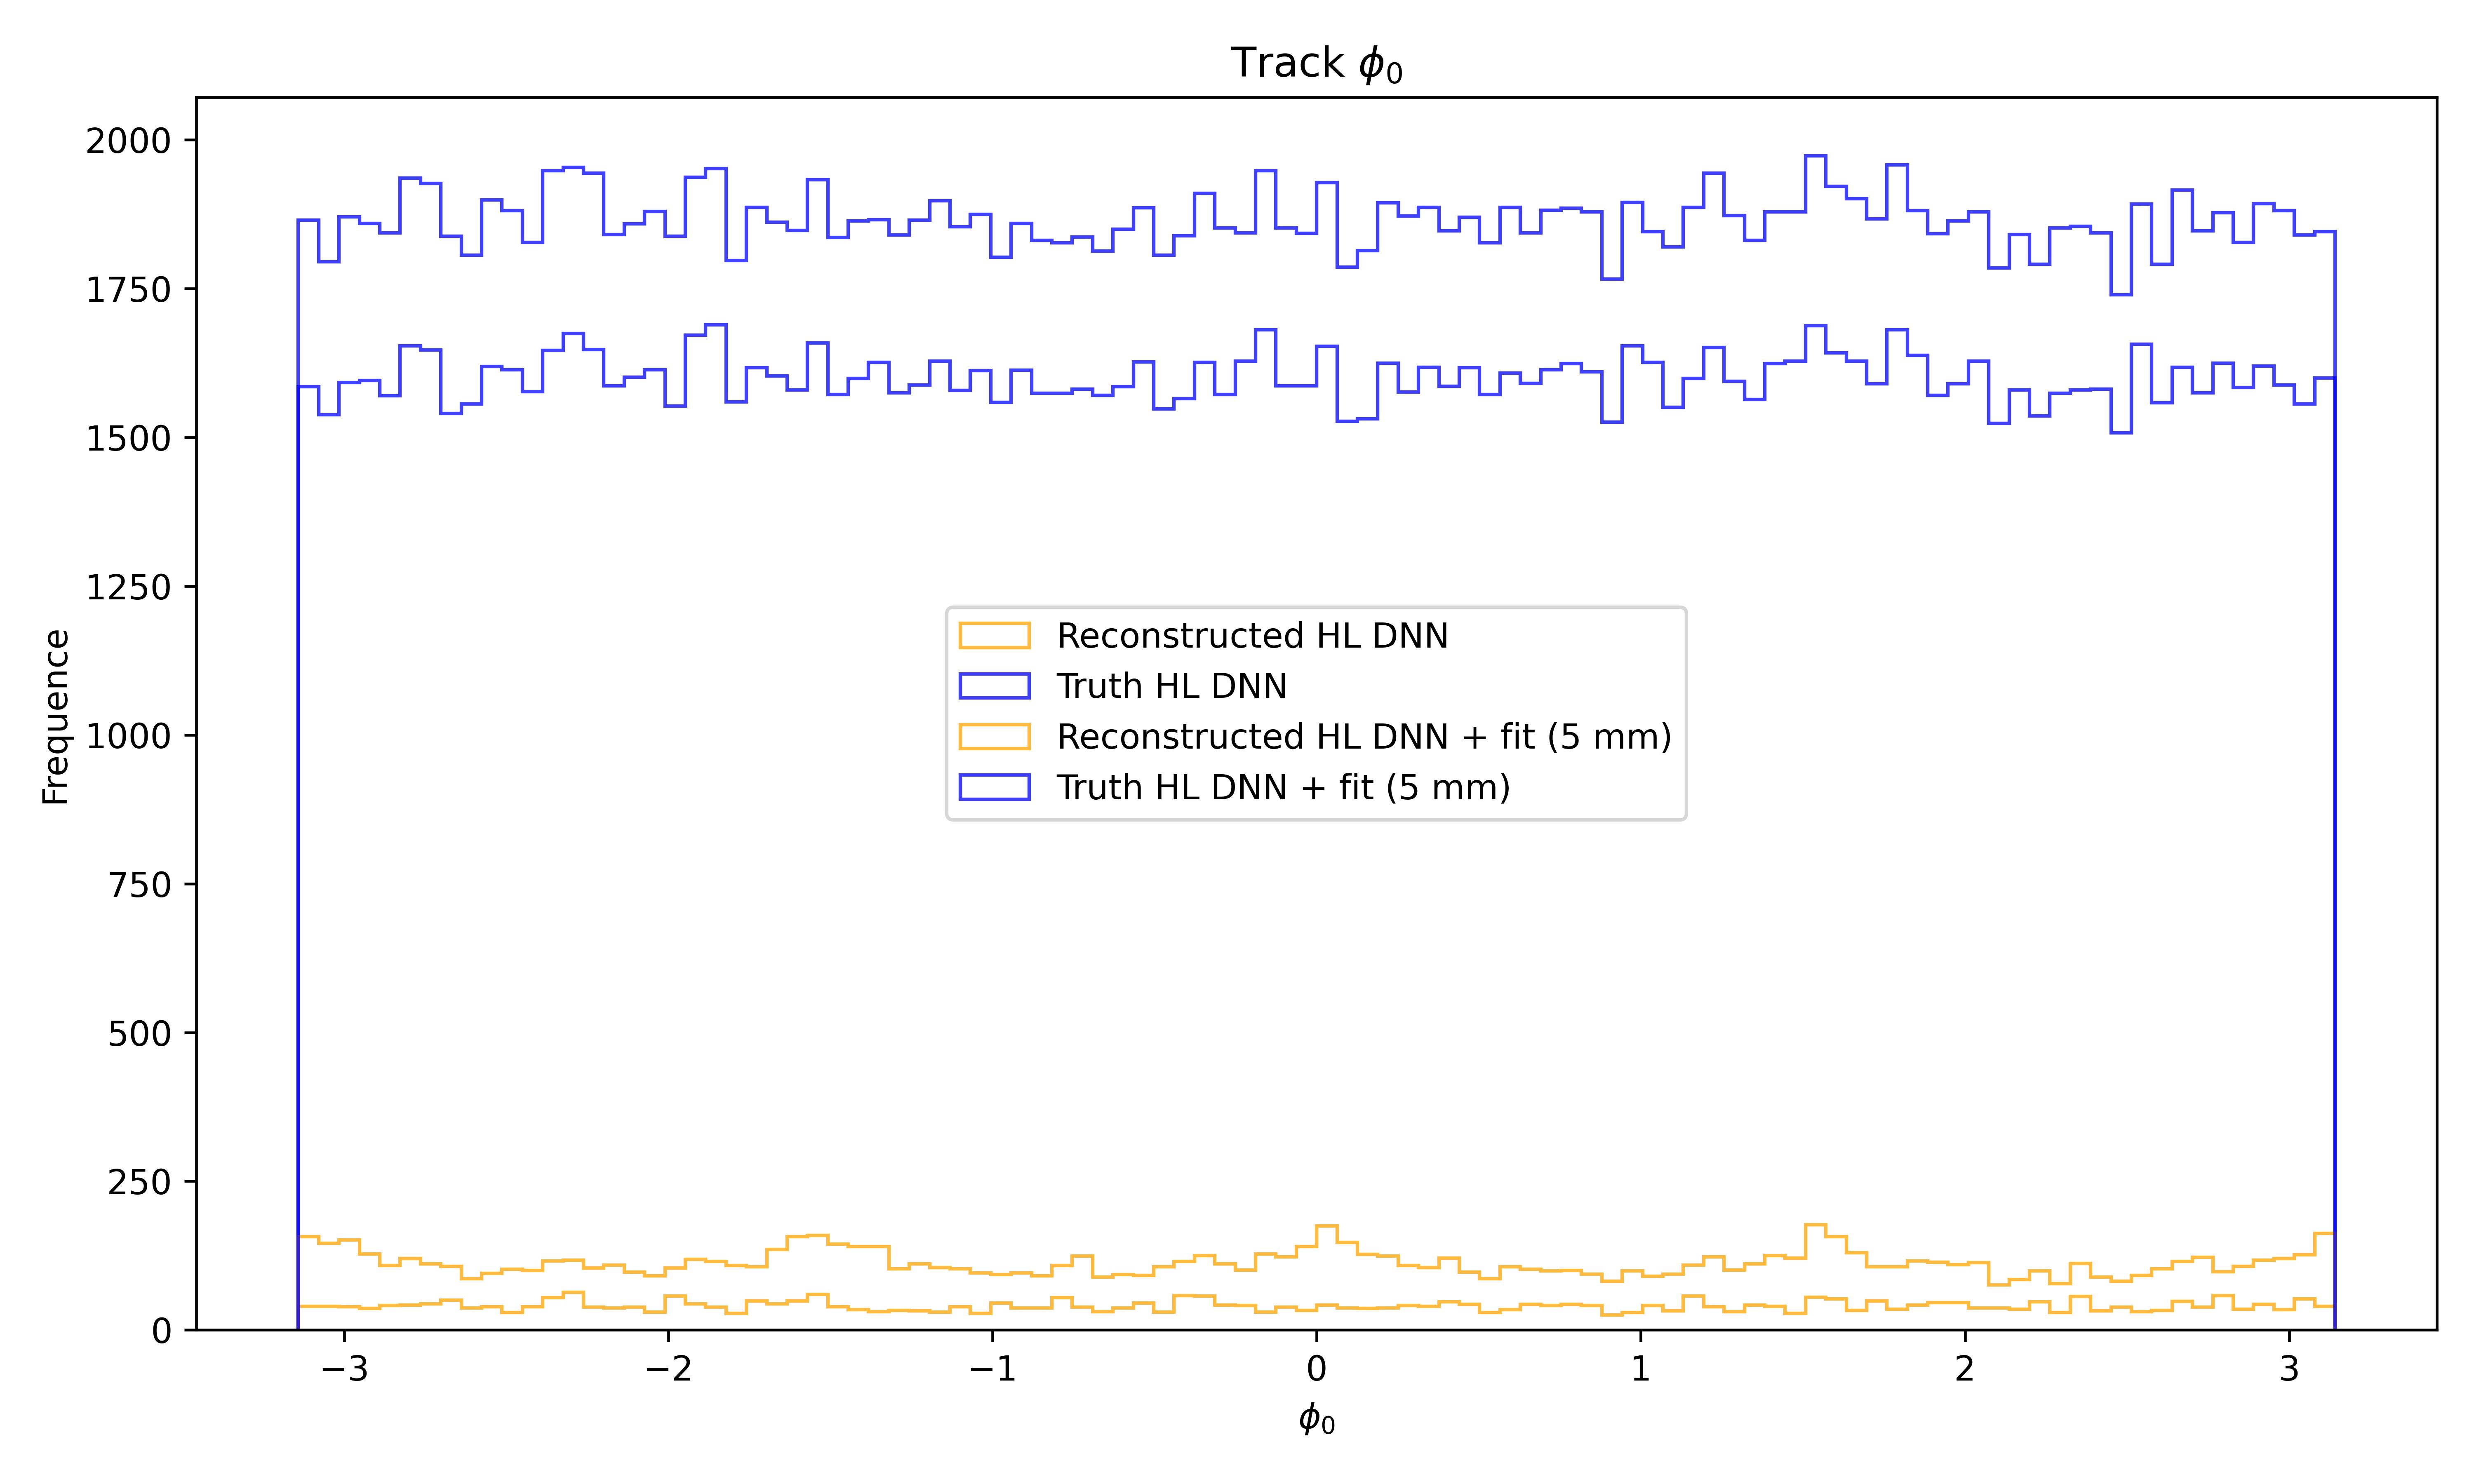 Track ϕ₀
2000
1750
1500
1250
1000
750
500
250
0
Frequence
Reconstructed HL DNN
Truth HL DNN
Reconstructed HL DNN + fit (5 mm)
Truth HL DNN + fit (5 mm)
−3 −2 −1 0 1 2 3
ϕ₀